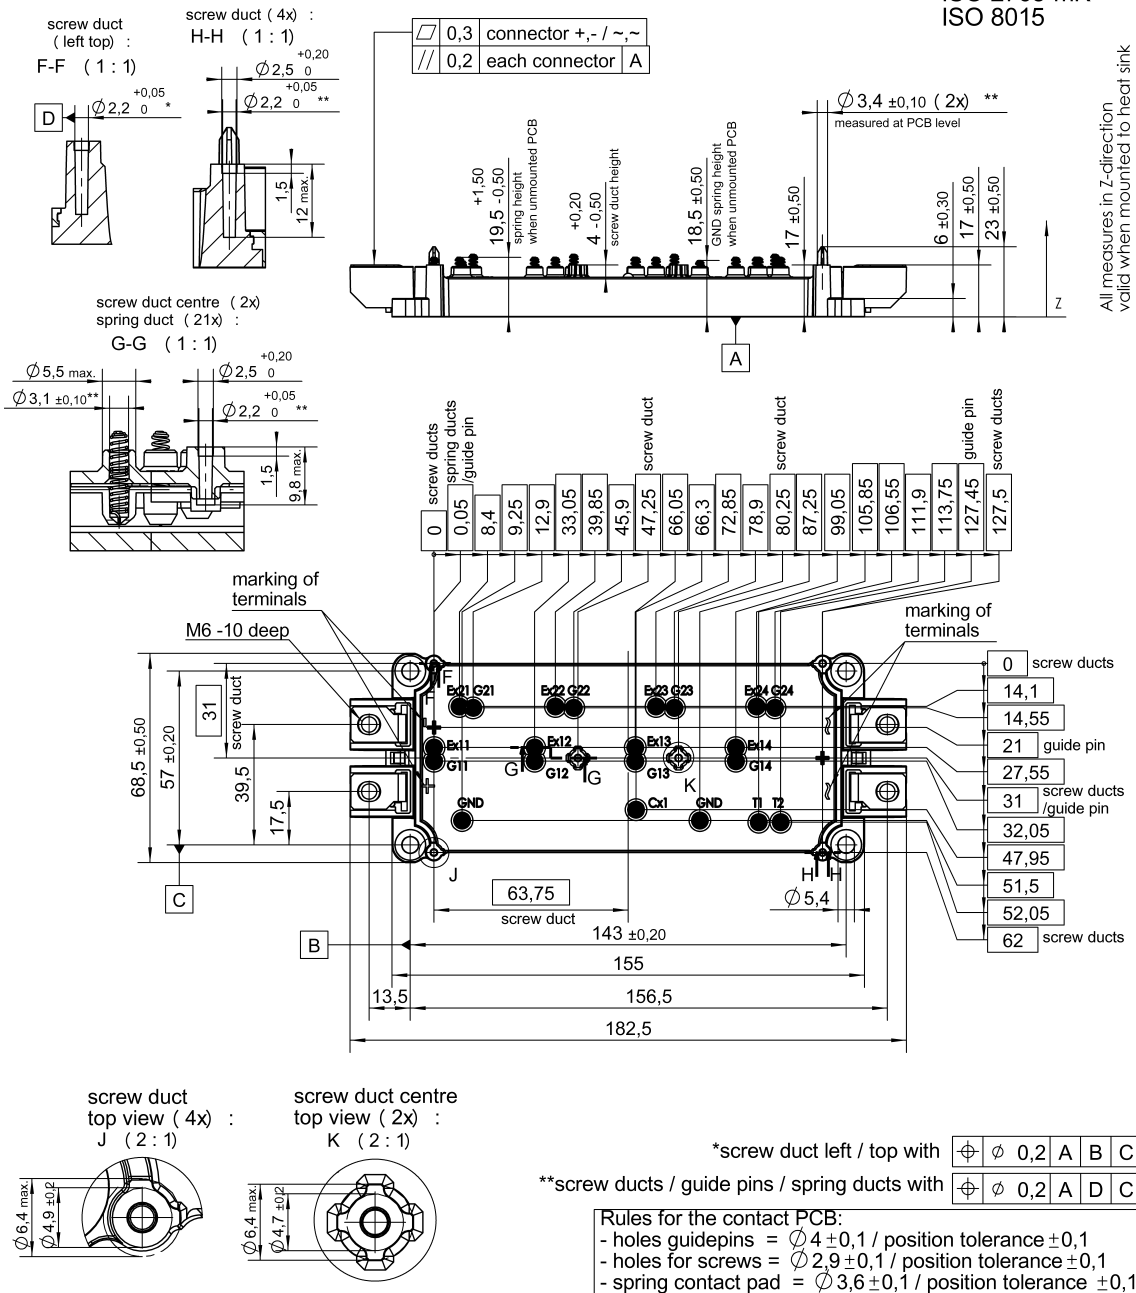 ISO 8015
screw duct
( left top) :
F-F ( 1 : 1)
D
∅2,2 +0,05 0 *
screw duct ( 4x) :
H-H ( 1 : 1)
∅2,5 +0,20 0
∅2,2 +0,05 0 **
1,5
12 max.
0,3 connector +,- / ~,~
// 0,2 each connector A
19,5 +1,50 -0,50
spring height
when unmounted PCB
4 +0,20 -0,50
screw duct height
18,5 ±0,50
GND spring height
when unmounted PCB
17 ±0,50
∅3,4 ±0,10 ( 2x) **
measured at PCB level
6 ±0,30
17 ±0,50
23 ±0,50
Z
All measures in Z-direction
valid when mounted to heat sink
A
screw duct centre ( 2x)
spring duct ( 21x) :
G-G ( 1 : 1)
∅5,5 max.
∅3,1 ±0,10**
∅2,5 +0,20 0
∅2,2 +0,05 0 **
1,5
9,8 max.
screw ducts
spring ducts
/guide pin
screw duct
screw duct
guide pin
screw ducts
0
0,05
8,4
9,25
12,9
33,05
39,85
45,9
47,25
66,05
66,3
72,85
78,9
80,25
87,25
99,05
105,85
106,55
111,9
113,75
127,45
127,5
marking of
terminals
M6 -10 deep
marking of
terminals
F
F
Ex21 G21
Ex22 G22
Ex23 G23
Ex24 G24
Ex11
G11
Ex12
G12
Ex13
G13
Ex14
G14
G
G
K
GND
Cx1
GND
T1 T2
J
H H
68,5 ±0,50
57 ±0,20
31
screw duct
39,5
17,5
C
0 screw ducts
14,1
14,55
21 guide pin
27,55
31 screw ducts
/guide pin
32,05
47,95
51,5
52,05
62 screw ducts
63,75
screw duct
∅5,4
B
143 ±0,20
155
13,5
156,5
182,5
screw duct
top view ( 4x) :
J ( 2 : 1)
∅6,4 max.
∅4,9 ±0,2
screw duct centre
top view ( 2x) :
K ( 2 : 1)
∅6,4 max.
∅4,7 ±0,2
*screw duct left / top with ⌖ ∅ 0,2 A B C
**screw ducts / guide pins / spring ducts with ⌖ ∅ 0,2 A D C
Rules for the contact PCB:
- holes guidepins = ∅4±0,1 / position tolerance±0,1
- holes for screws = ∅2,9±0,1 / position tolerance±0,1
- spring contact pad = ∅3,6±0,1 / position tolerance ±0,1